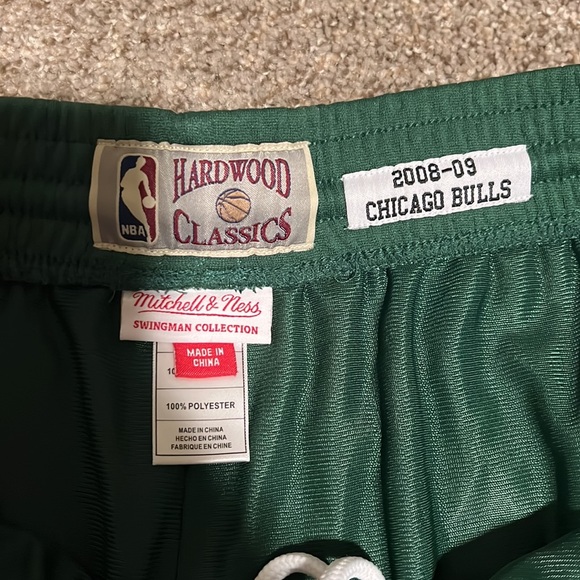 NBA
HARDWOOD
CLASSICS
2008-09
CHICAGO BULLS
Mitchell & Ness
SWINGMAN COLLECTION
MADE IN
CHINA
100% POLYESTER
MADE IN CHINA
HECHO EN CHINA
FABRIQUE EN CHINE